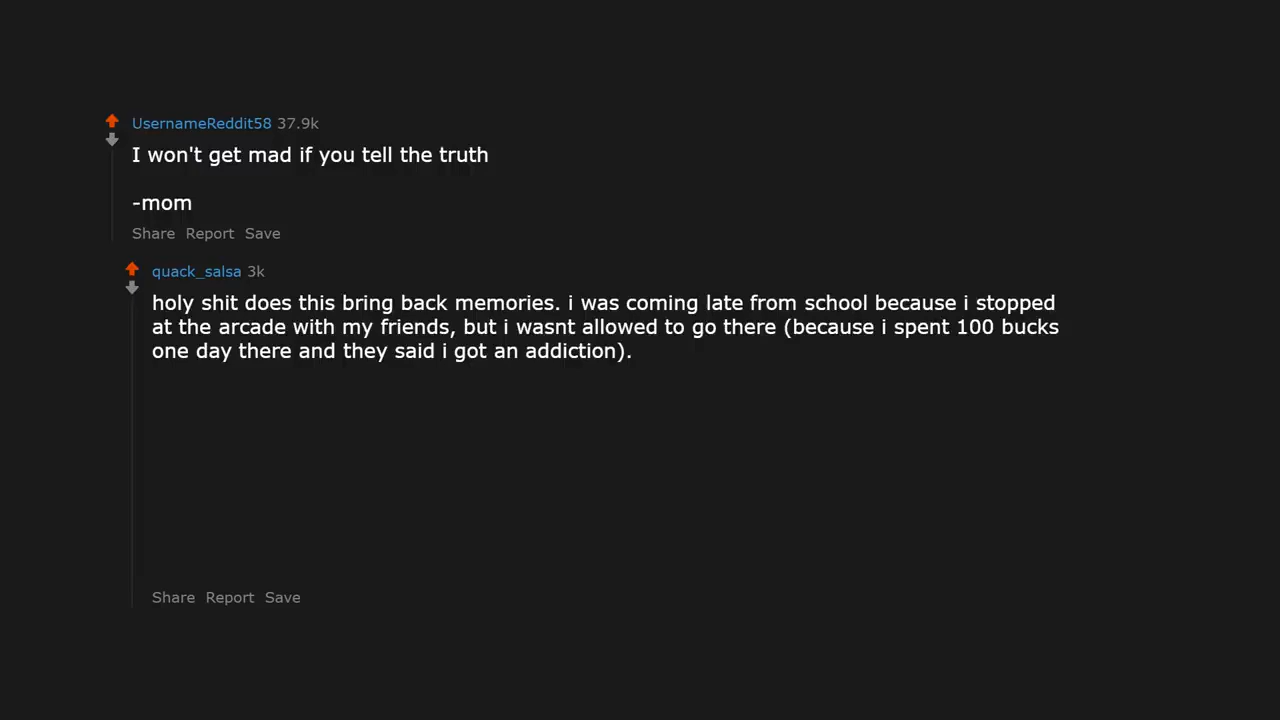 UsernameReddit58 37.9k
I won't get mad if you tell the truth
-mom
Share Report Save
quack_salsa 3k
holy shit does this bring back memories. i was coming late from school because i stopped
at the arcade with my friends, but i wasnt allowed to go there (because i spent 100 bucks
one day there and they said i got an addiction).
Share Report Save